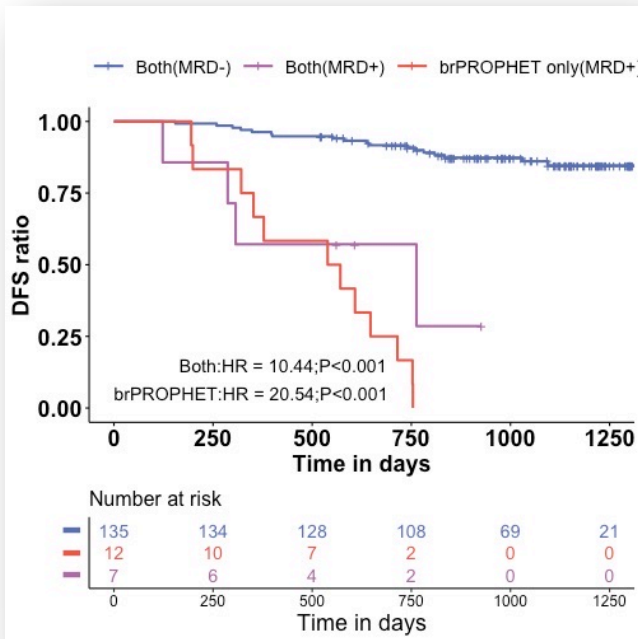 Both(MRD-) Both(MRD+) brPROPHET only(MRD+)
1.00
0.75
0.50
0.25
0.00
DFS ratio
Both:HR = 10.44;P<0.001
brPROPHET:HR = 20.54;P<0.001
0 250 500 750 1000 1250
Time in days
Number at risk
135 134 128 108 69 21
12 10 7 2 0 0
7 6 4 2 0 0
0 250 500 750 1000 1250
Time in days